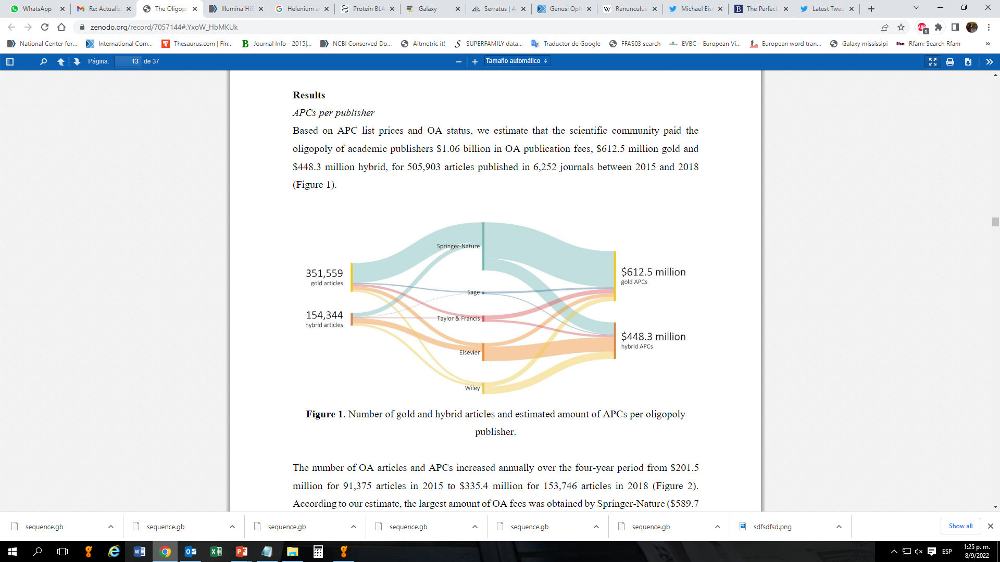 WhatsApp
Re: Actualiz
The Oligopo
Illumina HiS
Helenium a
Protein BLA
Galaxy
Serratus | A
Genus: Oph
Ranunculus
Michael Eise
The Perfect
Latest Twee
zenodo.org/record/7057144#.YxoW_HbMKUk
ABP
1
National Center for...
International Com...
Thesaurus.com | Fin...
Journal Info - 2015|...
NCBI Conserved Do...
Altmetric it!
SUPERFAMILY data...
Traductor de Google
FFAS03 search
EVBC – European Vi...
European word tran...
Galaxy mississipi
Rfam: Search Rfam
Página:
13
de 37
Tamaño automático
Results
APCs per publisher
Based on APC list prices and OA status, we estimate that the scientific community paid the
oligopoly of academic publishers $1.06 billion in OA publication fees, $612.5 million gold and
$448.3 million hybrid, for 505,903 articles published in 6,252 journals between 2015 and 2018
(Figure 1).
Springer-Nature
351,559
gold articles
$612.5 million
gold APCs
Sage
154,344
hybrid articles
Taylor & Francis
$448.3 million
hybrid APCs
Elsevier
Wiley
Figure 1. Number of gold and hybrid articles and estimated amount of APCs per oligopoly
publisher.
The number of OA articles and APCs increased annually over the four-year period from $201.5
million for 91,375 articles in 2015 to $335.4 million for 153,746 articles in 2018 (Figure 2).
According to our estimate, the largest amount of OA fees was obtained by Springer-Nature ($589.7
sequence.gb
sequence.gb
sequence.gb
sequence.gb
sequence.gb
sequence.gb
sdfsdfsd.png
Show all
ESP
1:25 p. m.
8/9/2022